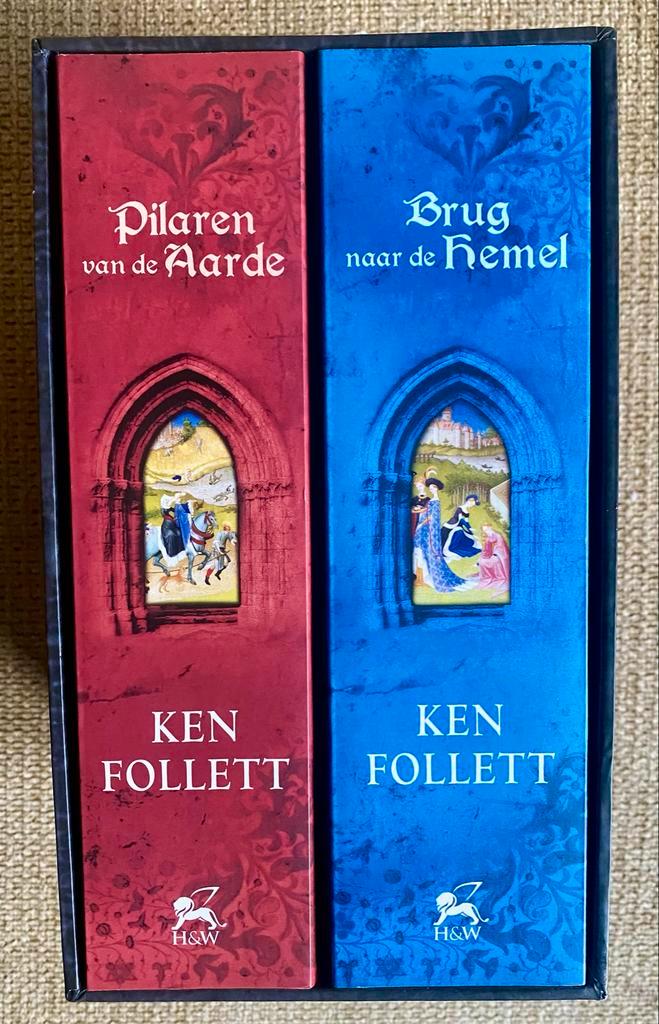 Pilaren
van de Aarde
KEN
FOLLETT
H&W
Brug
naar de Hemel
KEN
FOLLETT
H&W